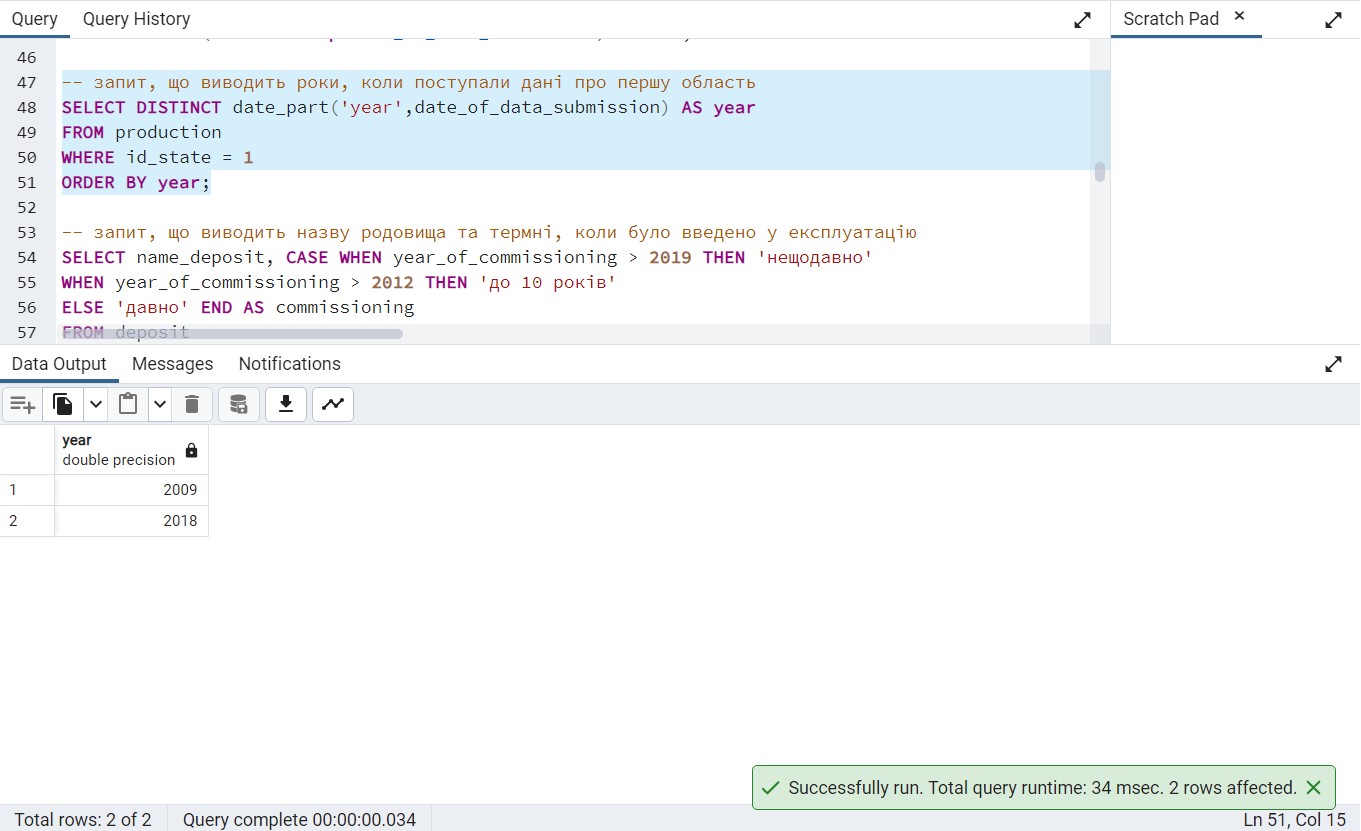 Query Query History Scratch Pad
46
47 -- запит, що виводить роки, коли поступали дані про першу область
48 SELECT DISTINCT date_part('year',date_of_data_submission) AS year
49 FROM production
50 WHERE id_state = 1
51 ORDER BY year;
52
53 -- запит, що виводить назву родовища та термні, коли було введено у експлуатацію
54 SELECT name_deposit, CASE WHEN year_of_commissioning > 2019 THEN 'нещодавно'
55 WHEN year_of_commissioning > 2012 THEN 'до 10 років'
56 ELSE 'давно' END AS commissioning
57 FROM deposit
Data Output Messages Notifications
year
double precision
1 2009
2 2018
Successfully run. Total query runtime: 34 msec. 2 rows affected.
Total rows: 2 of 2 Query complete 00:00:00.034 Ln 51, Col 15